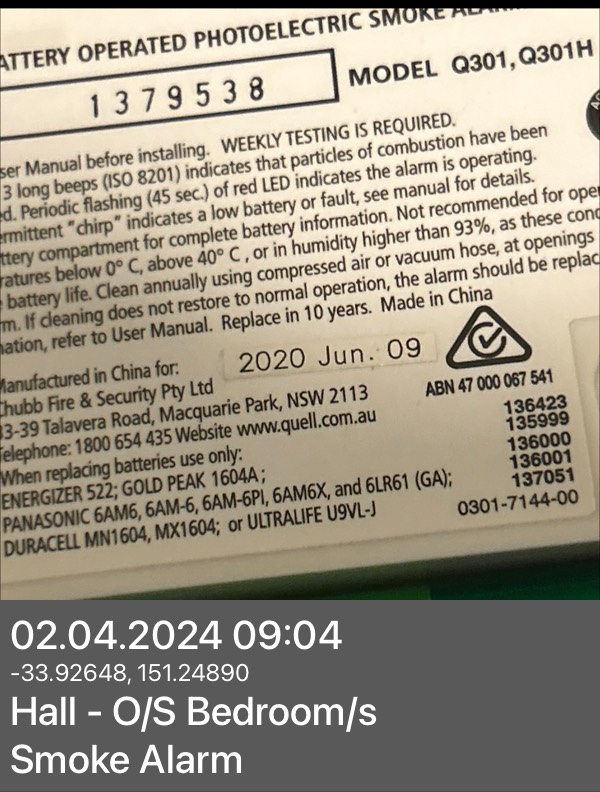 ATTERY OPERATED PHOTOELECTRIC SMOKE
1379538
MODEL Q301, Q301H
ser Manual before installing. WEEKLY TESTING IS REQUIRED.
3 long beeps (ISO 8201) indicates that particles of combustion have been
d. Periodic flashing (45 sec.) of red LED indicates the alarm is operating.
rmittent "chirp" indicates a low battery or fault, see manual for details.
ttery compartment for complete battery information. Not recommended for oper
ratures below 0° C, above 40° C, or in humidity higher than 93%, as these cond
battery life. Clean annually using compressed air or vacuum hose, at openings
m. If cleaning does not restore to normal operation, the alarm should be replac
nation, refer to User Manual. Replace in 10 years. Made in China
Manufactured in China for:
Chubb Fire & Security Pty Ltd
33-39 Talavera Road, Macquarie Park, NSW 2113
Telephone: 1800 654 435 Website www.quell.com.au
2020 Jun. 09
ABN 47 000 067 541
136423
135999
136000
136001
137051
0301-7144-00
When replacing batteries use only:
ENERGIZER 522; GOLD PEAK 1604A;
PANASONIC 6AM6, 6AM-6, 6AM-6PI, 6AM6X, and 6LR61 (GA);
DURACELL MN1604, MX1604; or ULTRALIFE U9VL-J
02.04.2024 09:04
-33.92648, 151.24890
Hall - O/S Bedroom/s
Smoke Alarm